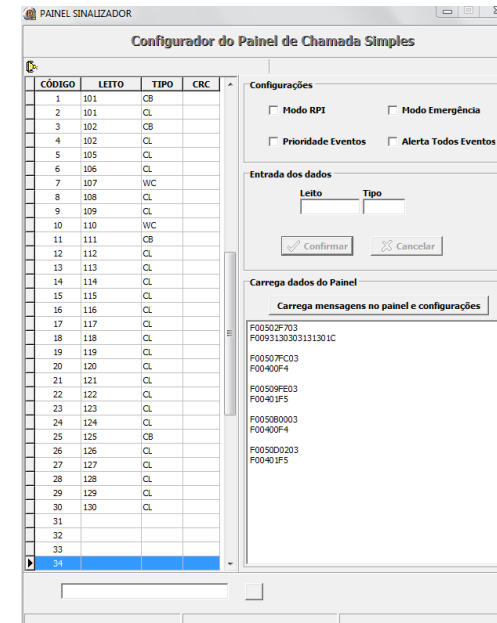 PAINEL SINALIZADOR
Configurador do Painel de Chamada Simples
CÓDIGO LEITO TIPO CRC
1 101 CB
2 101 CL
3 102 CB
4 102 CL
5 105 CL
6 106 CL
7 107 WC
8 108 CL
9 109 CL
10 110 WC
11 111 CB
12 112 CL
13 113 CL
14 114 CL
15 115 CL
16 116 CL
17 117 CL
18 118 CL
19 119 CL
20 120 CL
21 121 CL
22 122 CL
23 123 CL
24 124 CL
25 125 CB
26 126 CL
27 127 CL
28 128 CL
29 129 CL
30 130 CL
31
32
33
34
Configurações
Modo RPI Modo Emergência
Prioridade Eventos Alerta Todos Eventos
Entrada dos dados
Leito Tipo
Confirmar Cancelar
Carrega dados do Painel
Carrega mensagens no painel e configurações
F00502F703
F0093130303131301C
F00507FC03
F00400F4
F00509FE03
F00401F5
F0050B0003
F00400F4
F0050D0203
F00401F5